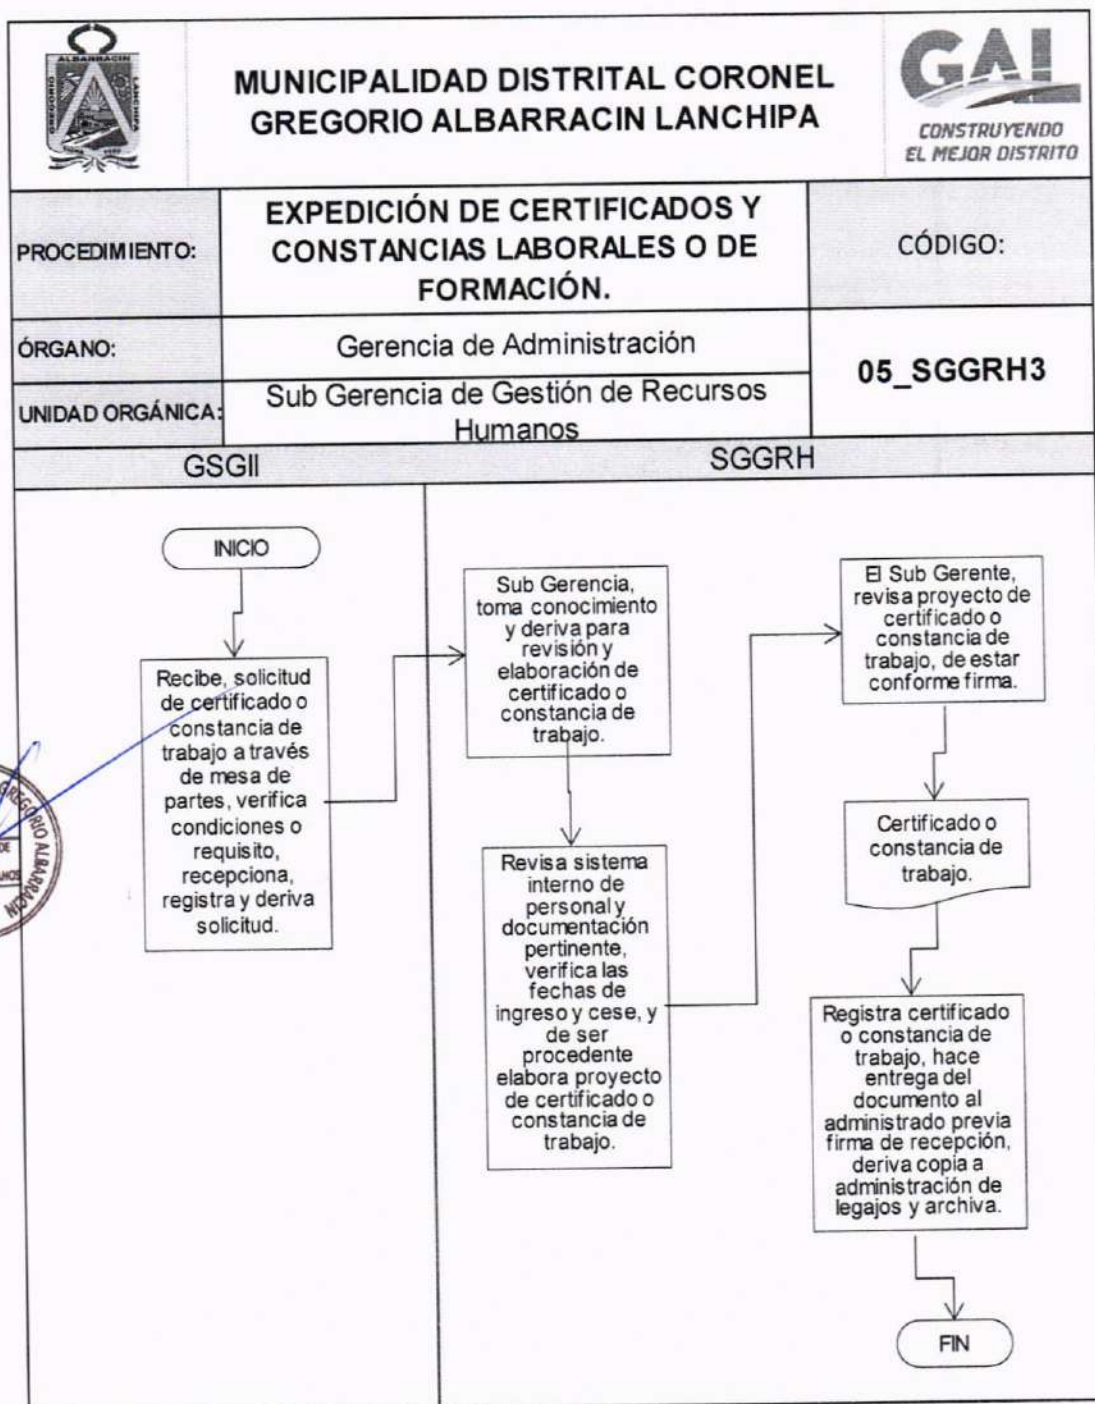 ALBARRACIN
GREGORIO
LANCHIPA
MUNICIPALIDAD DISTRITAL CORONEL
GREGORIO ALBARRACIN LANCHIPA
GAL
CONSTRUYENDO
EL MEJOR DISTRITO
PROCEDIMIENTO:
EXPEDICIÓN DE CERTIFICADOS Y
CONSTANCIAS LABORALES O DE
FORMACIÓN.
CÓDIGO:
ÓRGANO:
Gerencia de Administración
05_SGGRH3
UNIDAD ORGÁNICA:
Sub Gerencia de Gestión de Recursos
Humanos
GSGII
SGGRH
INICIO
Recibe, solicitud
de certificado o
constancia de
trabajo a través
de mesa de
partes, verifica
condiciones o
requisito,
recepciona,
registra y deriva
solicitud.
Sub Gerencia,
toma conocimiento
y deriva para
revisión y
elaboración de
certificado o
constancia de
trabajo.
Revisa sistema
interno de
personal y
documentación
pertinente,
verifica las
fechas de
ingreso y cese, y
de ser
procedente
elabora proyecto
de certificado o
constancia de
trabajo.
El Sub Gerente,
revisa proyecto de
certificado o
constancia de
trabajo, de estar
conforme firma.
Certificado o
constancia de
trabajo.
Registra certificado
o constancia de
trabajo, hace
entrega del
documento al
administrado previa
firma de recepción,
deriva copia a
administración de
legajos y archiva.
FIN
GREGORIO ALBARRACIN
DE